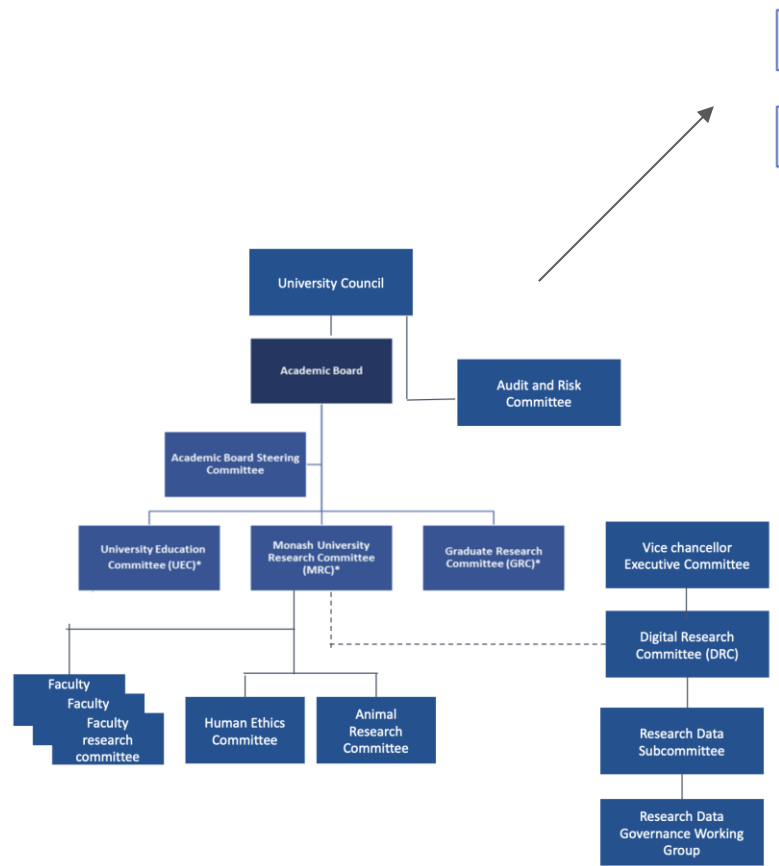 University Council
Academic Board
Audit and Risk
Committee
Academic Board Steering
Committee
University Education
Committee (UEC)*
Monash University
Research Committee
(MRC)*
Graduate Research
Committee (GRC)*
Vice chancellor
Executive Committee
Digital Research
Committee (DRC)
Faculty
Faculty
Faculty
research
committee
Human Ethics
Committee
Animal
Research
Committee
Research Data
Subcommittee
Research Data
Governance Working
Group